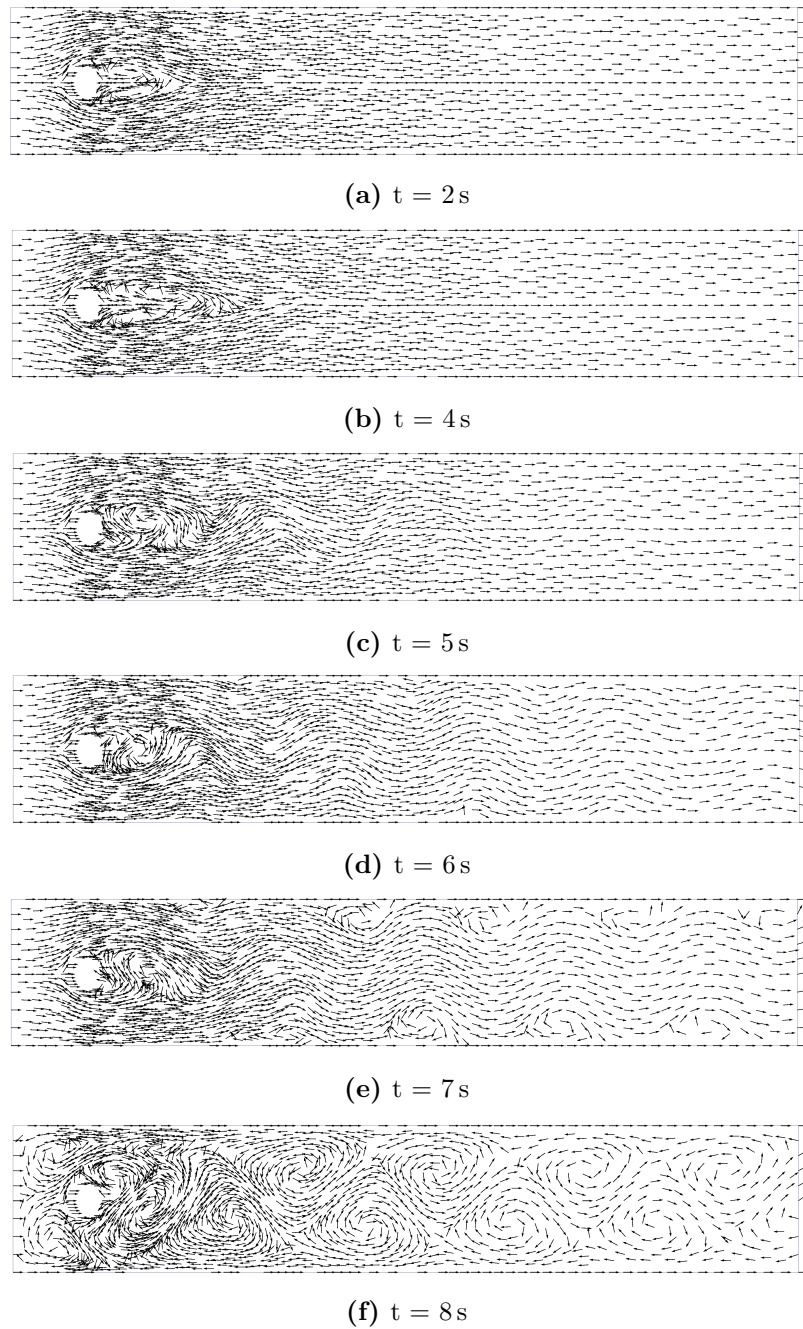 (a) t = 2 s
(b) t = 4 s
(c) t = 5 s
(d) t = 6 s
(e) t = 7 s
(f) t = 8 s